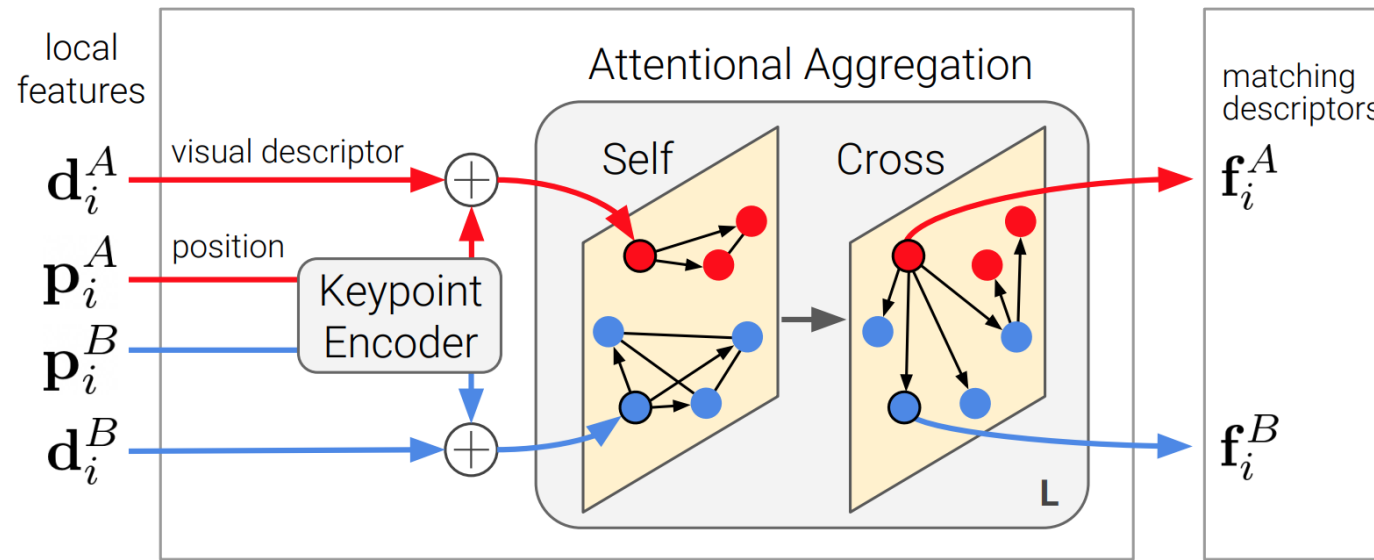 local
features
Attentional Aggregation
matching
descriptors
visual descriptor
Self
Cross
d_i^A
+
f_i^A
position
p_i^A
Keypoint
Encoder
p_i^B
d_i^B
+
f_i^B
L